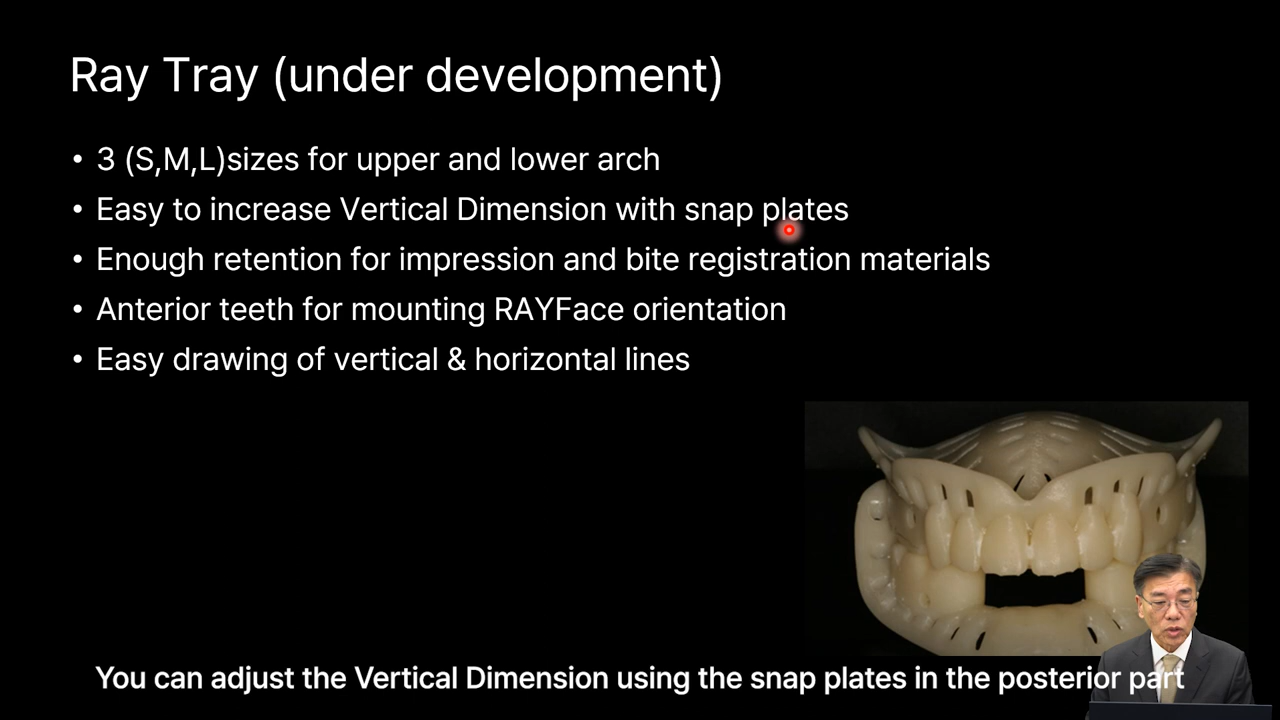 Ray Tray (under development)
• 3 (S,M,L)sizes for upper and lower arch
• Easy to increase Vertical Dimension with snap plates
• Enough retention for impression and bite registration materials
• Anterior teeth for mounting RAYFace orientation
• Easy drawing of vertical & horizontal lines
You can adjust the Vertical Dimension using the snap plates in the posterior part